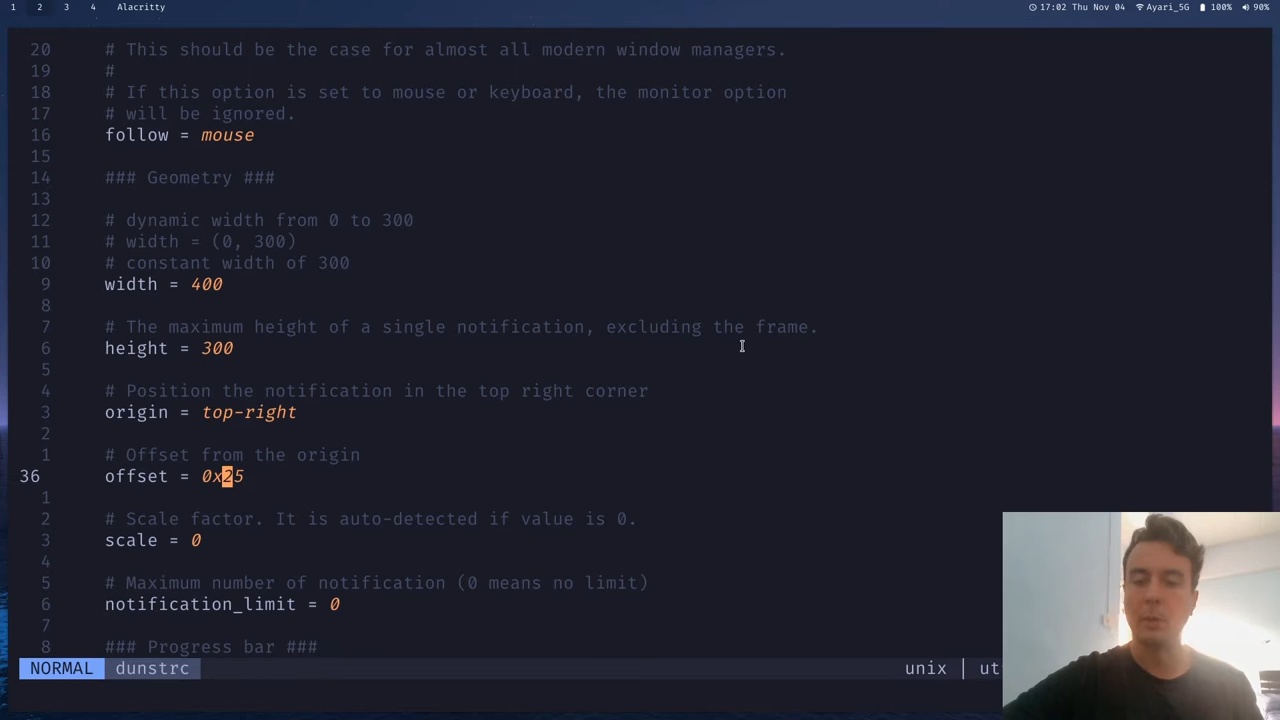 1 2 3 4 Alacritty 17:02 Thu Nov 04 Ayari_5G 100% 90%
20 # This should be the case for almost all modern window managers.
19 #
18 # If this option is set to mouse or keyboard, the monitor option
17 # will be ignored.
16 follow = mouse
15
14 ### Geometry ###
13
12 # dynamic width from 0 to 300
11 # width = (0, 300)
10 # constant width of 300
9 width = 400
8
7 # The maximum height of a single notification, excluding the frame.
6 height = 300
5
4 # Position the notification in the top right corner
3 origin = top-right
2
1 # Offset from the origin
36 offset = 0x25
1
2 # Scale factor. It is auto-detected if value is 0.
3 scale = 0
4
5 # Maximum number of notification (0 means no limit)
6 notification_limit = 0
7
8 ### Progress bar ###
NORMAL dunstrc unix | ut